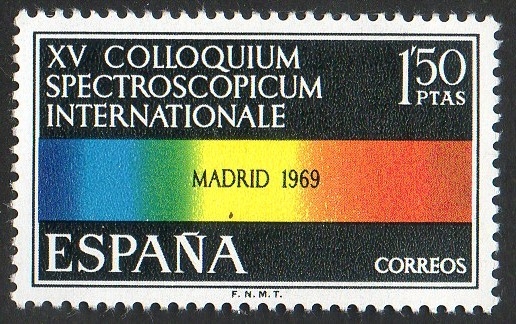 XV COLLOQUIUM
SPECTROSCOPICUM
INTERNATIONALE
1'50
PTAS
MADRID 1969
ESPAÑA
CORREOS
F. N. M. T.